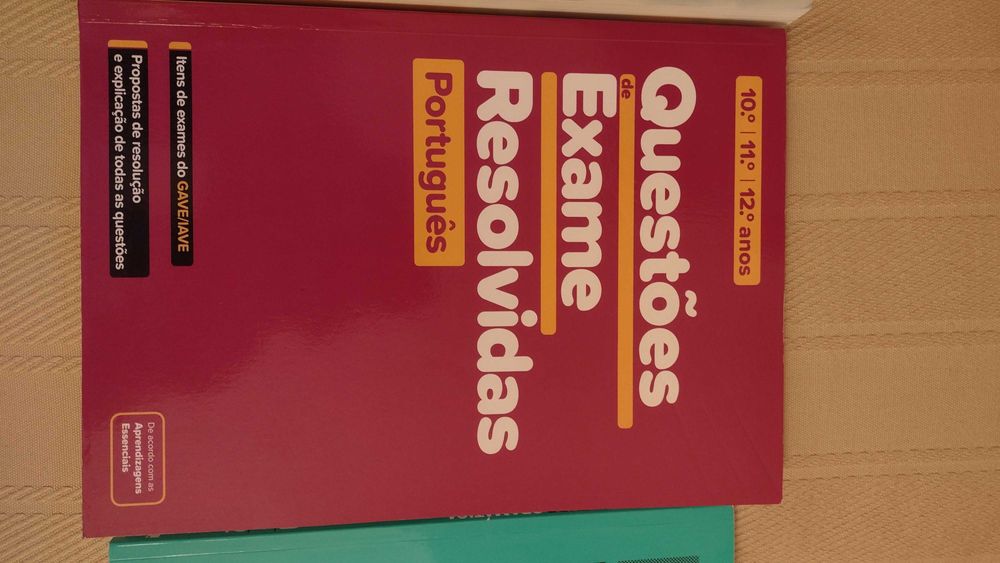 10.º | 11.º | 12.º anos
Questões
de
Exame
Resolvidas
Português
Itens de exames do GAVE/IAVE
Propostas de resolução
e explicação de todas as questões
De acordo com as
Aprendizagens
Essenciais